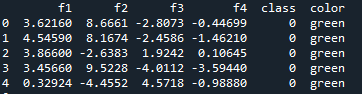 f1 f2 f3 f4 class color
0 3.62160 8.6661 -2.8073 -0.44699 0 green
1 4.54590 8.1674 -2.4586 -1.46210 0 green
2 3.86600 -2.6383 1.9242 0.10645 0 green
3 3.45660 9.5228 -4.0112 -3.59440 0 green
4 0.32924 -4.4552 4.5718 -0.98880 0 green